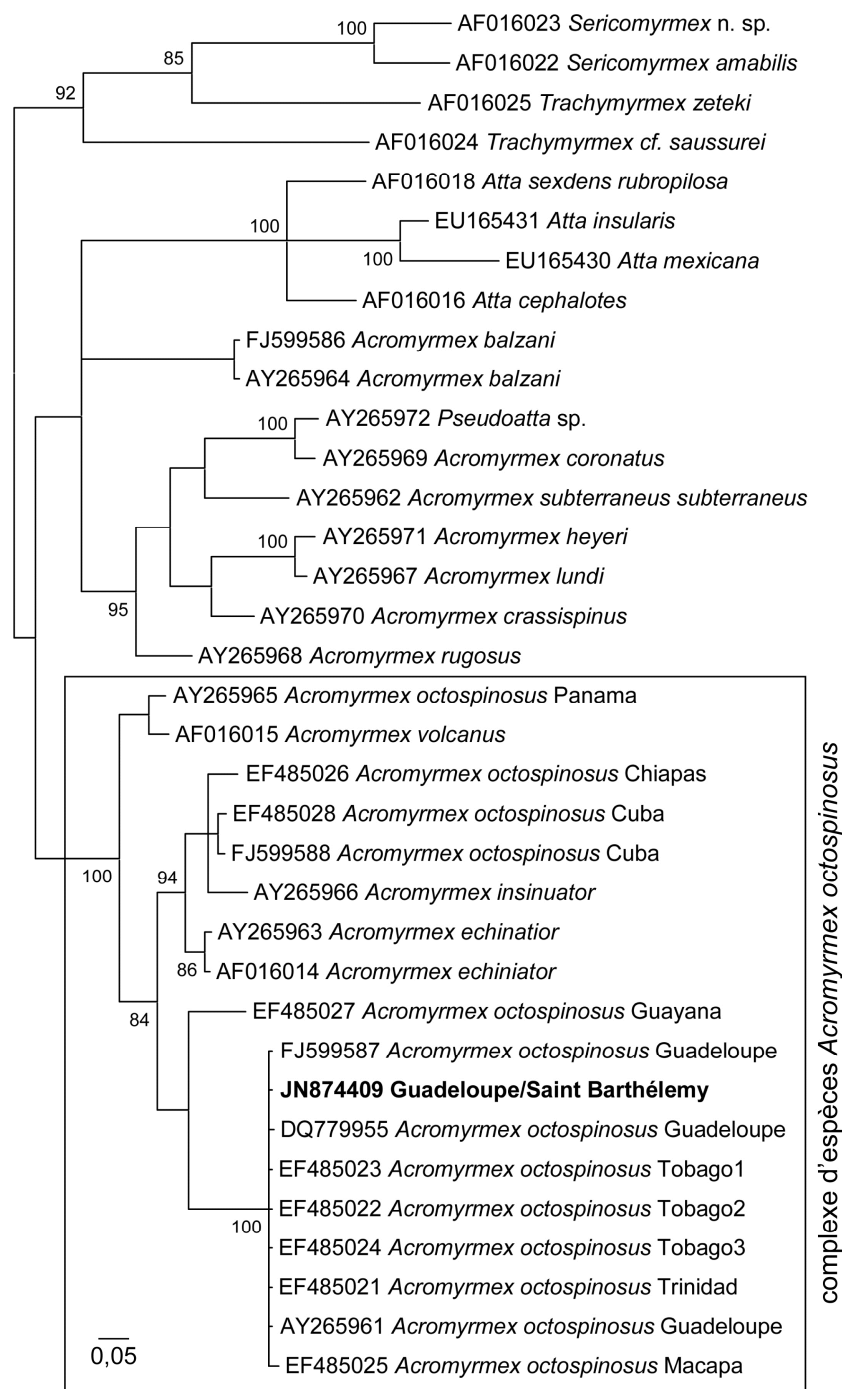 100
AF016023 Sericomyrmex n. sp.
85
AF016022 Sericomyrmex amabilis
92
AF016025 Trachymyrmex zeteki
AF016024 Trachymyrmex cf. saussurei
AF016018 Atta sexdens rubropilosa
100
EU165431 Atta insularis
100
EU165430 Atta mexicana
AF016016 Atta cephalotes
FJ599586 Acromyrmex balzani
AY265964 Acromyrmex balzani
100
AY265972 Pseudoatta sp.
AY265969 Acromyrmex coronatus
AY265962 Acromyrmex subterraneus subterraneus
100
AY265971 Acromyrmex heyeri
AY265967 Acromyrmex lundi
95
AY265970 Acromyrmex crassispinus
AY265968 Acromyrmex rugosus
AY265965 Acromyrmex octospinosus Panama
AF016015 Acromyrmex volcanus
EF485026 Acromyrmex octospinosus Chiapas
EF485028 Acromyrmex octospinosus Cuba
FJ599588 Acromyrmex octospinosus Cuba
100
94
AY265966 Acromyrmex insinuator
AY265963 Acromyrmex echinatior
86
AF016014 Acromyrmex echiniator
84
EF485027 Acromyrmex octospinosus Guayana
FJ599587 Acromyrmex octospinosus Guadeloupe
JN874409 Guadeloupe/Saint Barthélemy
DQ779955 Acromyrmex octospinosus Guadeloupe
EF485023 Acromyrmex octospinosus Tobago1
EF485022 Acromyrmex octospinosus Tobago2
100
EF485024 Acromyrmex octospinosus Tobago3
EF485021 Acromyrmex octospinosus Trinidad
AY265961 Acromyrmex octospinosus Guadeloupe
EF485025 Acromyrmex octospinosus Macapa
0,05
complexe d'espèces Acromyrmex octospinosus